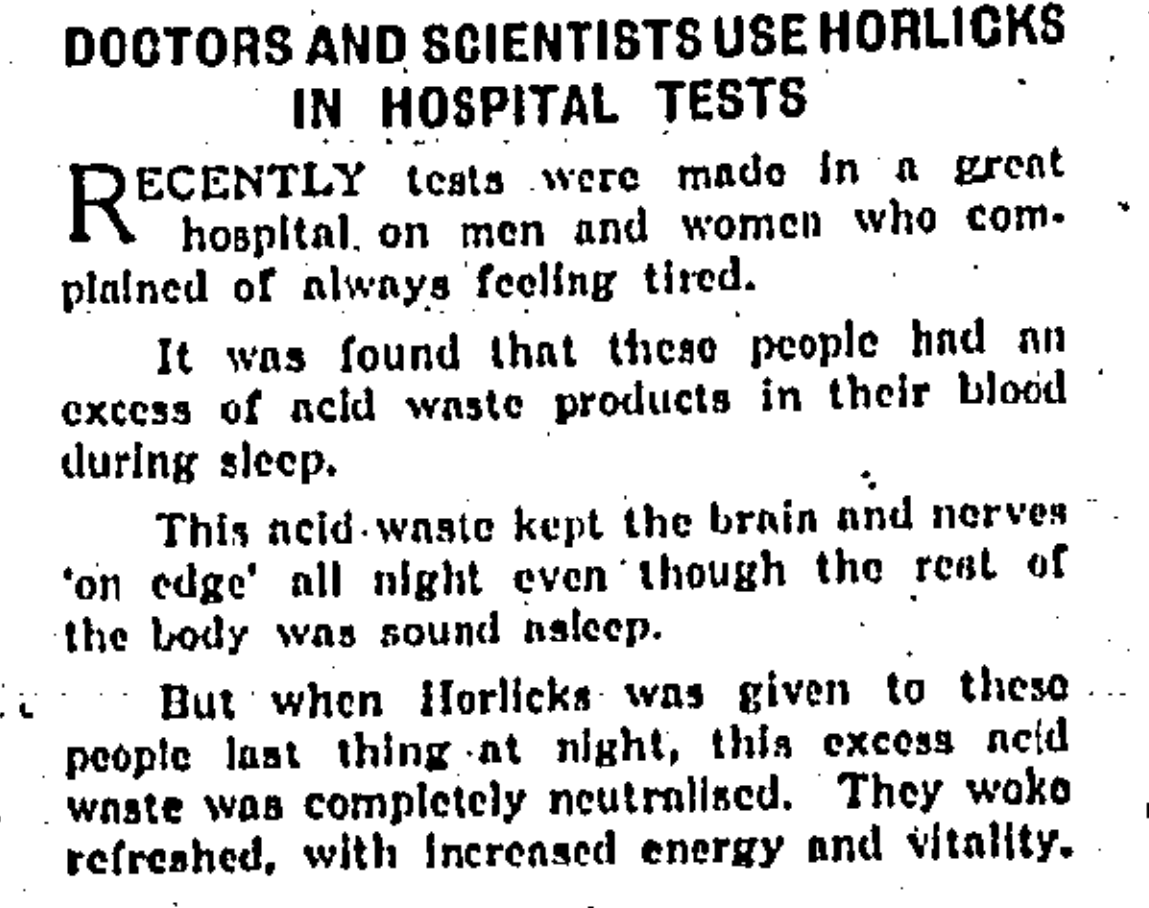 DOCTORS AND SCIENTISTS USE HORLICKS
IN HOSPITAL TESTS
RECENTLY tests were made in a great
hospital on men and women who com-
plained of always feeling tired.
It was found that these people had an
excess of acid waste products in their blood
during sleep.
This acid waste kept the brain and nerves
'on edge' all night even though the rest of
the body was sound asleep.
But when Horlicks was given to these
people last thing at night, this excess acid
waste was completely neutralised. They woke
refreshed, with increased energy and vitality.